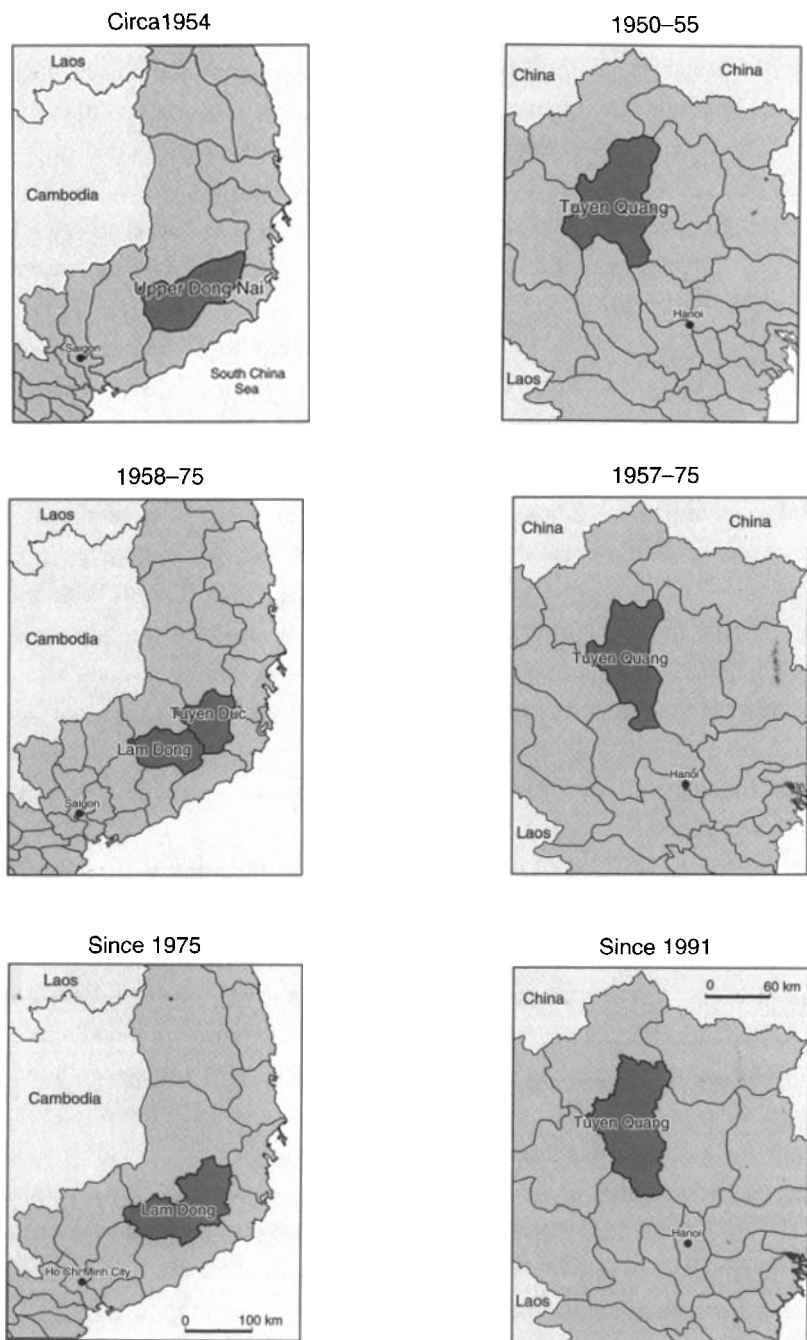 Circa1954
Laos
Cambodia
Upper Dong Nai
Saigon
South China
Sea
1950–55
China
China
Tuyen Quang
Hanoi
Laos
1958–75
Laos
Cambodia
Tuyen Duc
Lam Dong
Saigon
1957–75
China
China
Tuyen Quang
Hanoi
Laos
Since 1975
Laos
Cambodia
Lam Dong
Ho Chi Minh City
0 100 km
Since 1991
0 60 km
China
Tuyen Quang
Hanoi
Laos